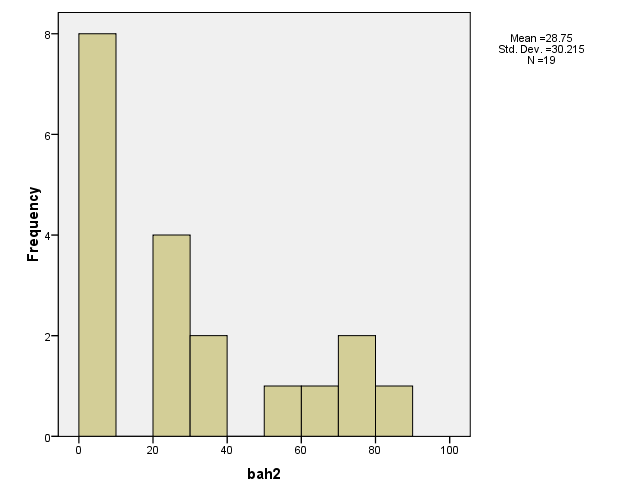 Mean =28.75
Std. Dev. =30.215
N =19
8
6
4
2
0
Frequency
0 20 40 60 80 100
bah2